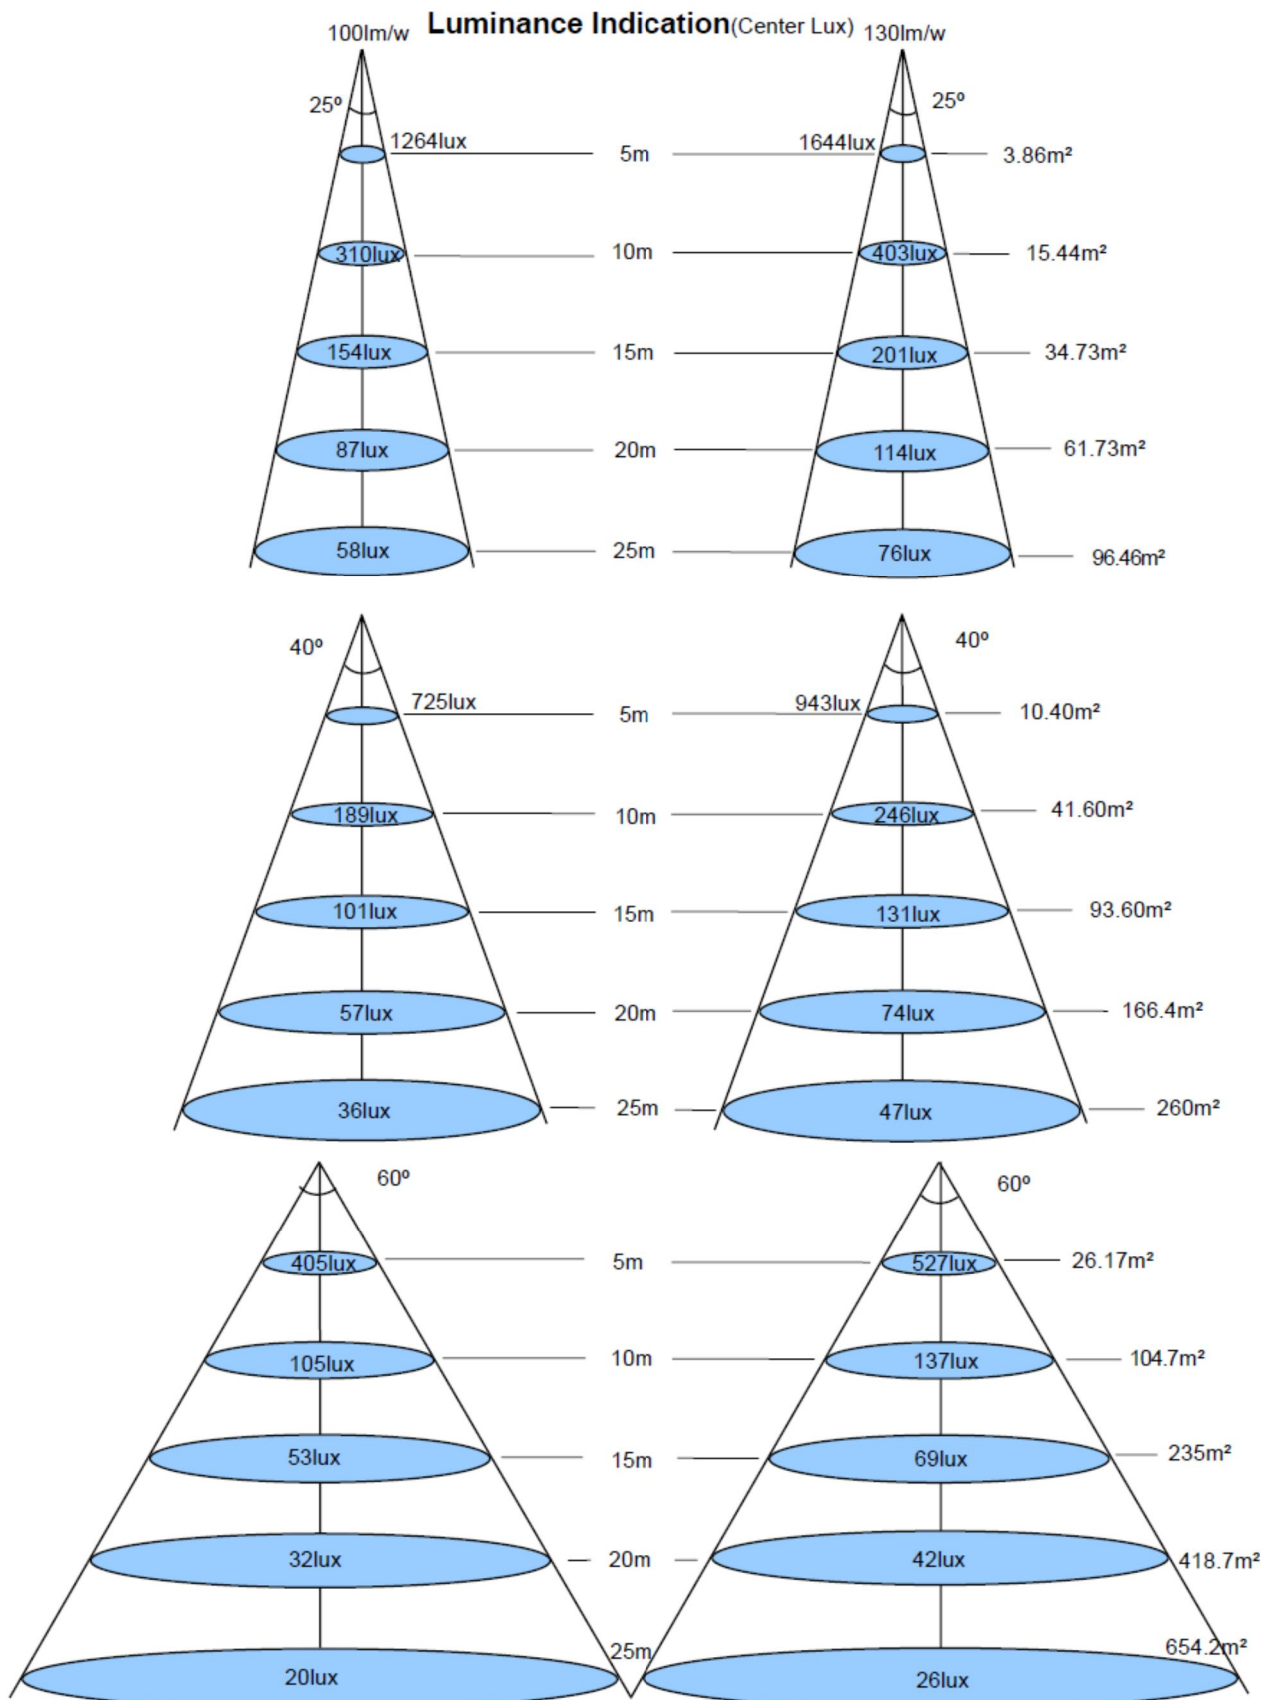 Luminance Indication(Center Lux)
100lm/w 130lm/w
25º 25º
1264lux 5m 1644lux 3.86m²
310lux 10m 403lux 15.44m²
154lux 15m 201lux 34.73m²
87lux 20m 114lux 61.73m²
58lux 25m 76lux 96.46m²
40º 40º
725lux 5m 943lux 10.40m²
189lux 10m 246lux 41.60m²
101lux 15m 131lux 93.60m²
57lux 20m 74lux 166.4m²
36lux 25m 47lux 260m²
60º 60º
405lux 5m 527lux 26.17m²
105lux 10m 137lux 104.7m²
53lux 15m 69lux 235m²
32lux 20m 42lux 418.7m²
20lux 25m 26lux 654.2m²